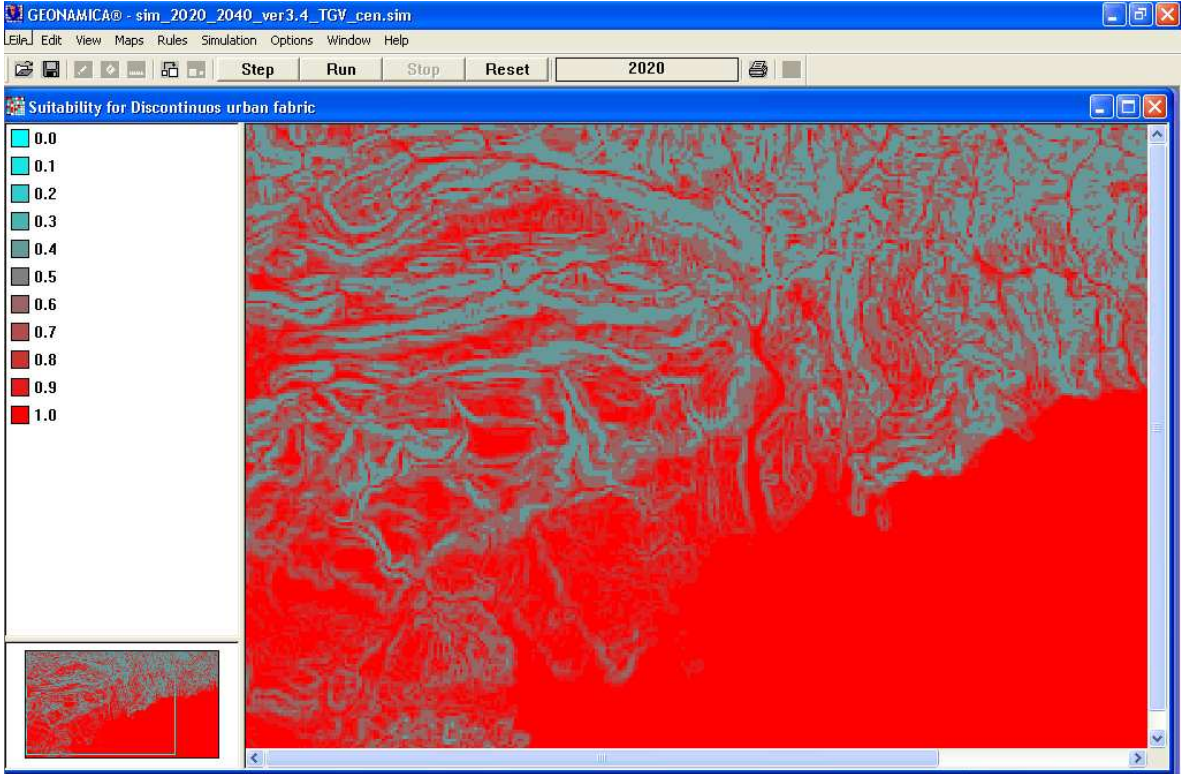 GEONAMICA® - sim_2020_2040_ver3.4_TGV_cen.sim
File Edit View Maps Rules Simulation Options Window Help
Step Run Stop Reset 2020
Suitability for Discontinuos urban fabric
0.0
0.1
0.2
0.3
0.4
0.5
0.6
0.7
0.8
0.9
1.0